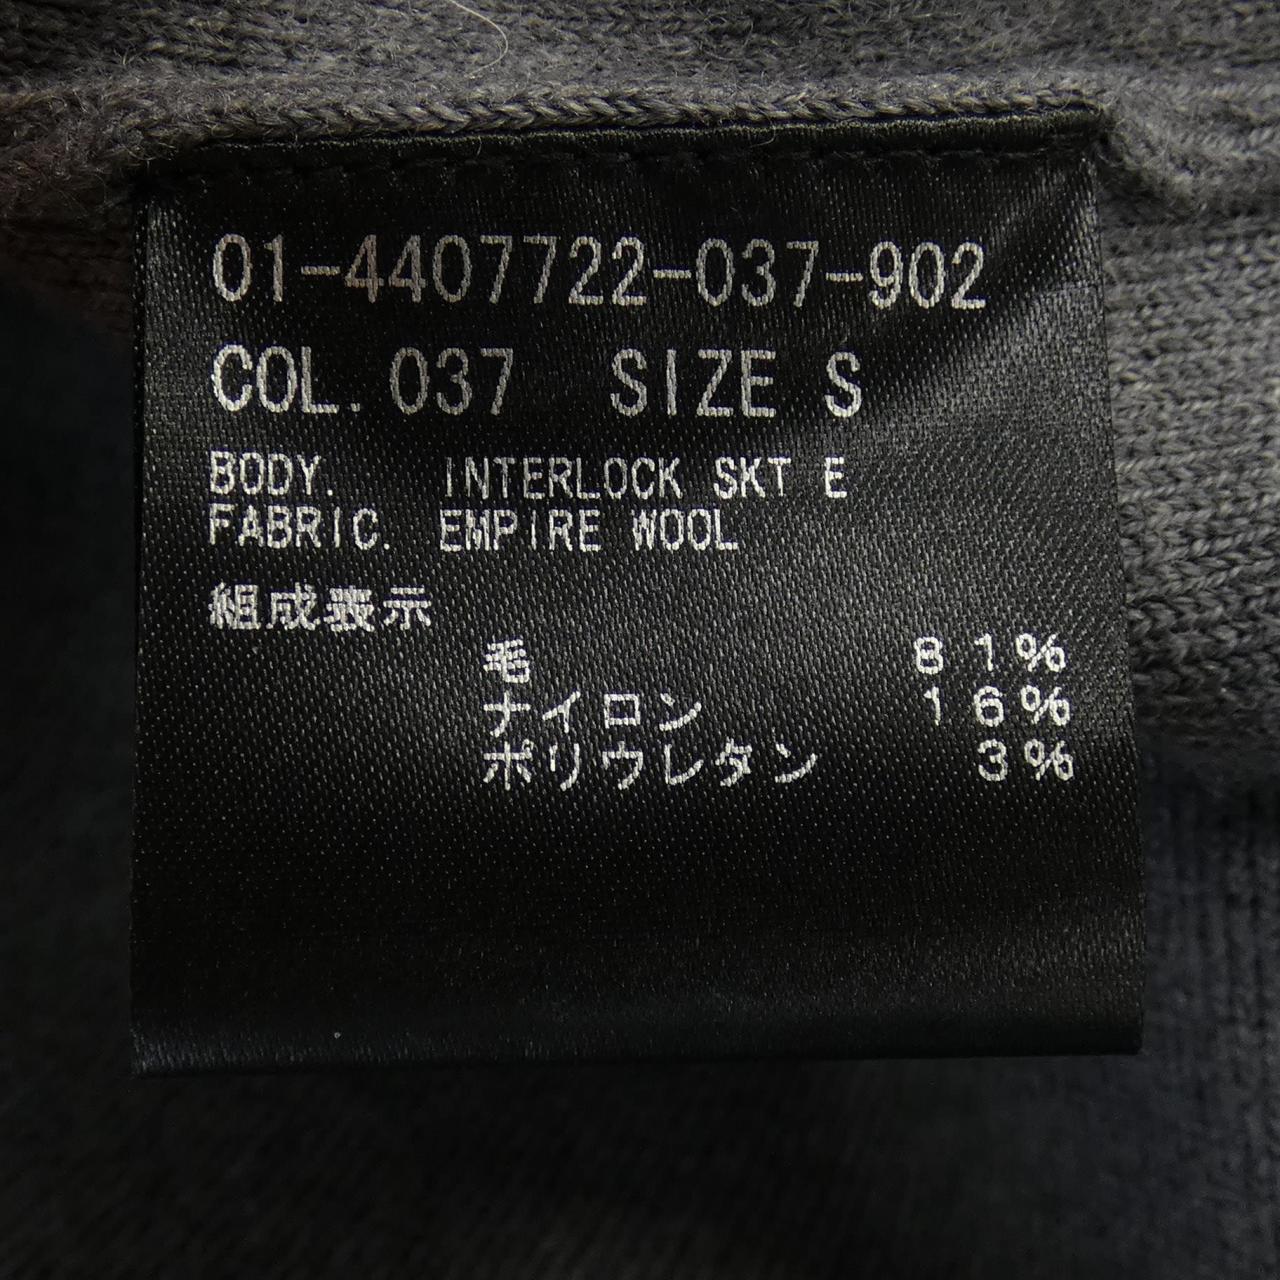 01-4407722-037-902
COL. 037 SIZE S
BODY. INTERLOCK SKT E
FABRIC. EMPIRE WOOL
組成表示
毛 81%
ナイロン 16%
ポリウレタン 3%